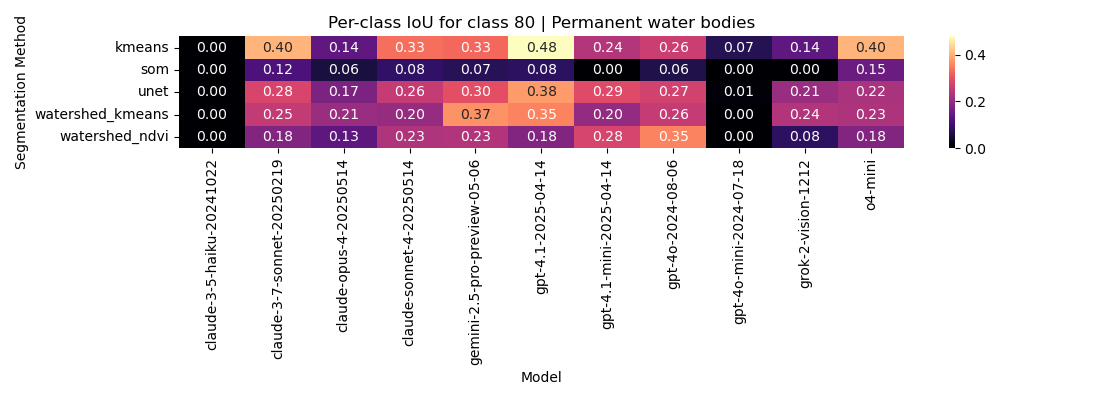 Per-class IoU for class 80 | Permanent water bodies
Segmentation Method
kmeans 0.00 0.40 0.14 0.33 0.33 0.48 0.24 0.26 0.07 0.14 0.40
som 0.00 0.12 0.06 0.08 0.07 0.08 0.00 0.06 0.00 0.00 0.15
unet 0.00 0.28 0.17 0.26 0.30 0.38 0.29 0.27 0.01 0.21 0.22
watershed_kmeans 0.00 0.25 0.21 0.20 0.37 0.35 0.20 0.26 0.00 0.24 0.23
watershed_ndvi 0.00 0.18 0.13 0.23 0.23 0.18 0.28 0.35 0.00 0.08 0.18
claude-3-5-haiku-20241022
claude-3-7-sonnet-20250219
claude-opus-4-20250514
claude-sonnet-4-20250514
gemini-2.5-pro-preview-05-06
gpt-4.1-2025-04-14
gpt-4.1-mini-2025-04-14
gpt-4o-2024-08-06
gpt-4o-mini-2024-07-18
grok-2-vision-1212
o4-mini
Model
0.4
0.2
0.0